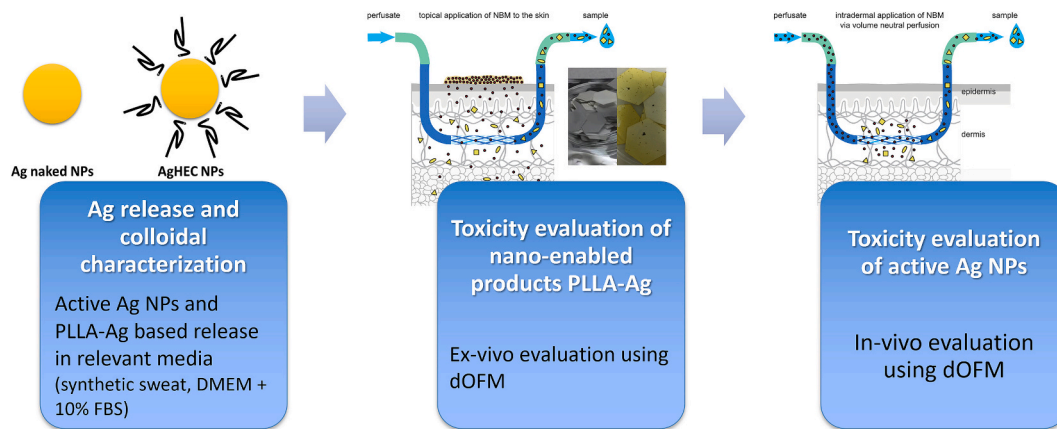 Ag naked NPs
AgHEC NPs
Ag release and
colloidal
characterization
Active Ag NPs and
PLLA-Ag based release
in relevant media
(synthetic sweat, DMEM +
10% FBS)
perfusate
topical application of NBM to the skin
sample
Toxicity evaluation of
nano-enabled
products PLLA-Ag
Ex-vivo evaluation using
dOFM
perfusate
intradermal application of NBM
via volume neutral perfusion
sample
epidermis
dermis
Toxicity evaluation
of active Ag NPs
In-vivo evaluation
using dOFM